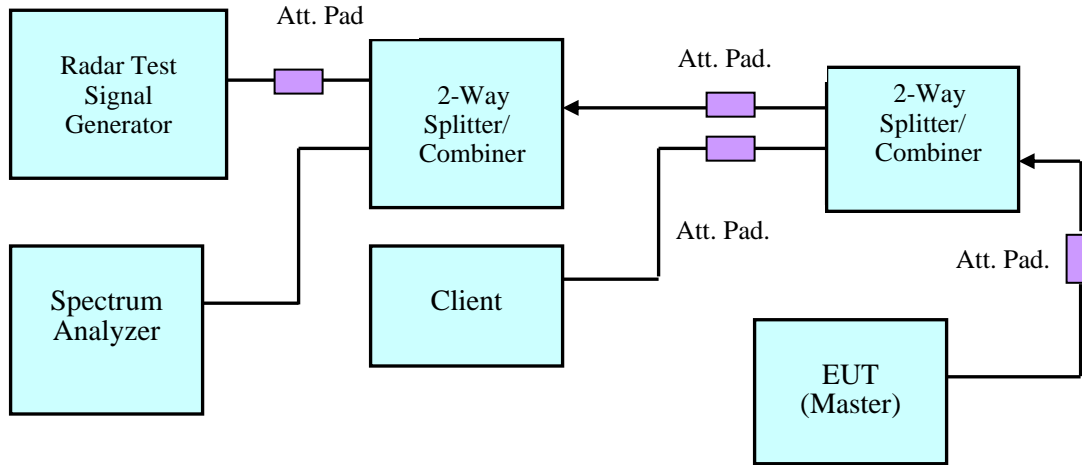 Att. Pad
Radar Test
Signal
Generator
2-Way
Splitter/
Combiner
Att. Pad.
2-Way
Splitter/
Combiner
Att. Pad.
Att. Pad.
Spectrum
Analyzer
Client
EUT
(Master)